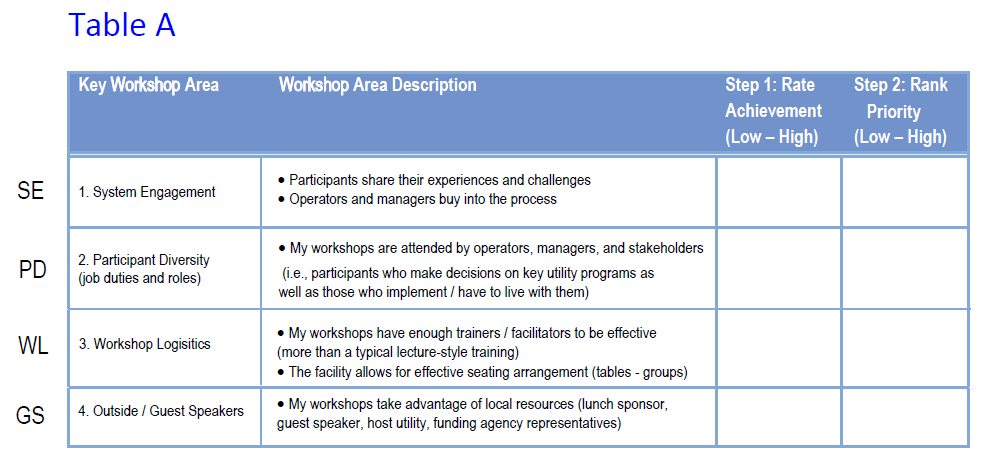 Table A
Key Workshop Area
Workshop Area Description
Step 1: Rate
Achievement
(Low – High)
Step 2: Rank
Priority
(Low – High)
SE
1. System Engagement
• Participants share their experiences and challenges
• Operators and managers buy into the process
PD
2. Participant Diversity
(job duties and roles)
• My workshops are attended by operators, managers, and stakeholders
(i.e., participants who make decisions on key utility programs as
well as those who implement / have to live with them)
WL
3. Workshop Logisitics
• My workshops have enough trainers / facilitators to be effective
(more than a typical lecture-style training)
• The facility allows for effective seating arrangement (tables - groups)
GS
4. Outside / Guest Speakers
• My workshops take advantage of local resources (lunch sponsor,
guest speaker, host utility, funding agency representatives)